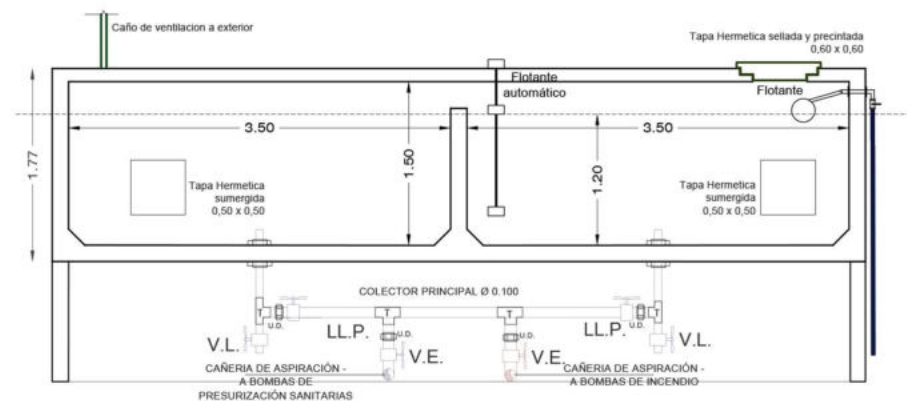 Caño de ventilacion a exterior
Tapa Hermetica sellada y precintada
0,60 x 0,60
Flotante
automático
Flotante
3.50
3.50
1.77
1.50
1.20
Tapa Hermetica
sumergida
0,50 x 0,50
Tapa Hermetica
sumergida
0,50 x 0,50
COLECTOR PRINCIPAL Ø 0.100
T
U.D.
LL.P.
T
T
LL.P.
U.D.
T
V.L.
U.D.
V.E.
U.D.
V.E.
V.L.
CAÑERIA DE ASPIRACIÓN -
A BOMBAS DE
PRESURIZACIÓN SANITARIAS
CAÑERIA DE ASPIRACIÓN -
A BOMBAS DE INCENDIO